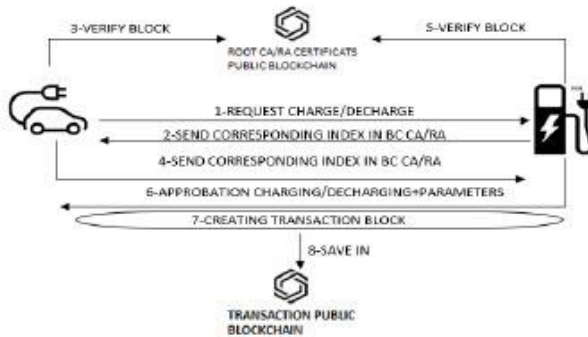 3-VERIFY BLOCK
5-VERIFY BLOCK
ROOT CA/RA CERTIFICATS
PUBLIC BLOCKCHAIN
1-REQUEST CHARGE/DECHARGE
2-SEND CORRESPONDING INDEX IN BC CA/RA
4-SEND CORRESPONDING INDEX IN BC CA/RA
6-APPROBATION CHARGING/DECHARGING+PARAMETERS
7-CREATING TRANSACTION BLOCK
8-SAVE IN
TRANSACTION PUBLIC
BLOCKCHAIN